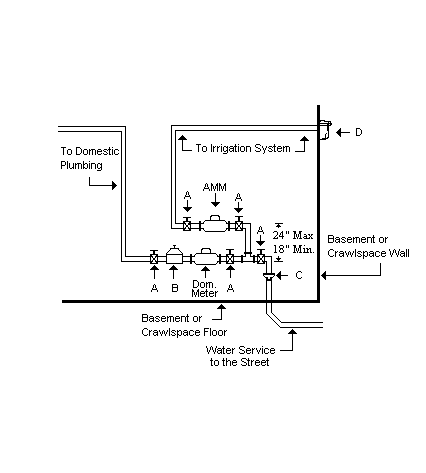 D
To Domestic
Plumbing
To Irrigation System
A
AMM
A
A
24" Max
18" Min.
Basement or
Crawlspace Wall
A
B
Dom.
Meter
A
C
Basement or
Crawlspace Floor
Water Service
to the Street